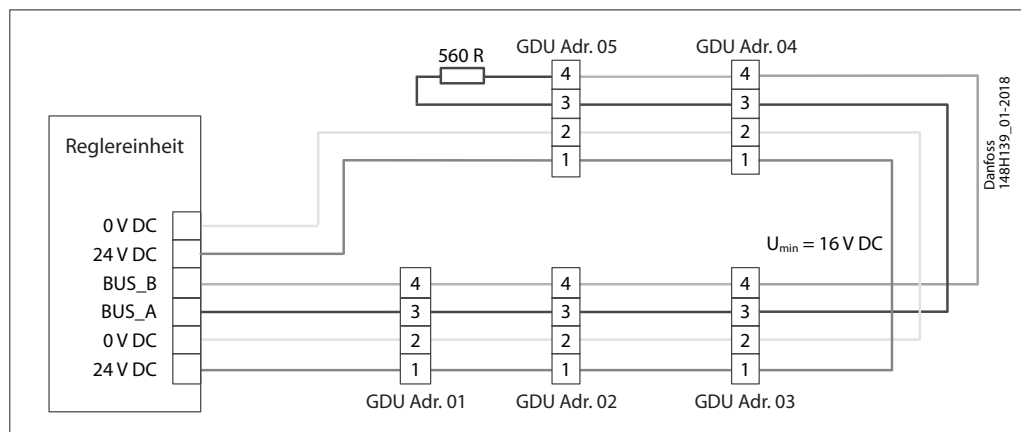 GDU Adr. 05 GDU Adr. 04
560 R
4 4
3 3
2 2
1 1
Danfoss
148H139_01-2018
Reglereinheit
0 V DC
24 V DC
BUS_B
BUS_A
0 V DC
24 V DC
Umin = 16 V DC
4 4 4
3 3 3
2 2 2
1 1 1
GDU Adr. 01 GDU Adr. 02 GDU Adr. 03